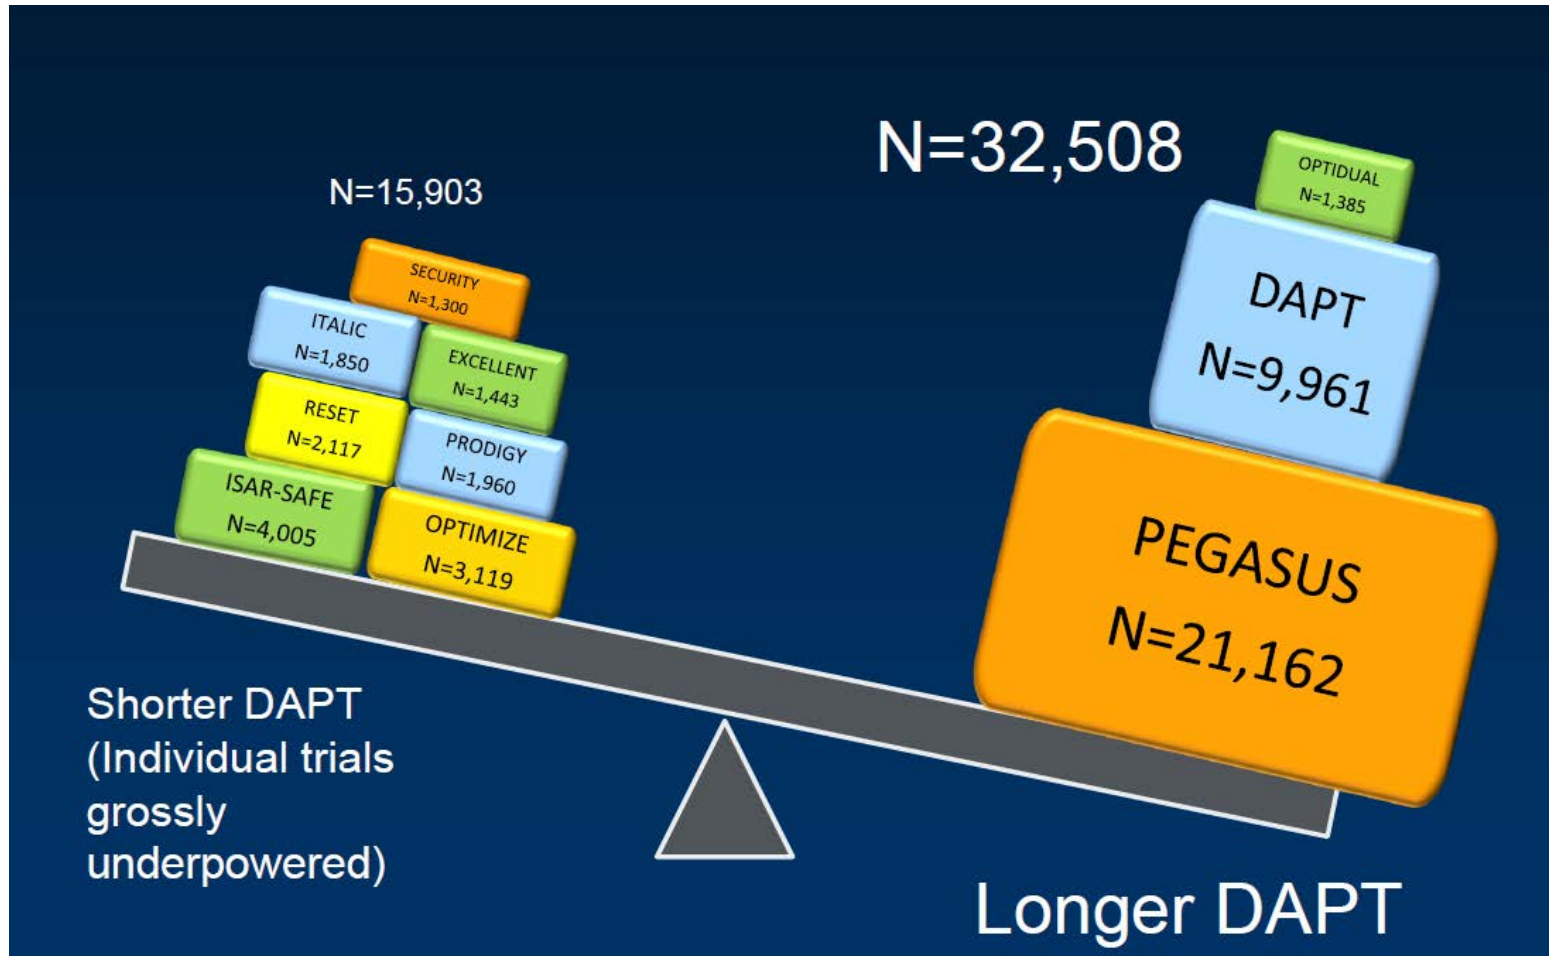 N=15,903
SECURITY
N=1,300
ITALIC
N=1,850
EXCELLENT
N=1,443
RESET
N=2,117
PRODIGY
N=1,960
ISAR-SAFE
N=4,005
OPTIMIZE
N=3,119
Shorter DAPT
(Individual trials
grossly
underpowered)
N=32,508
OPTIDUAL
N=1,385
DAPT
N=9,961
PEGASUS
N=21,162
Longer DAPT